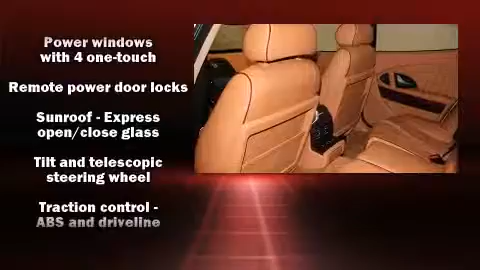 Power windows
with 4 one-touch
Remote power door locks
Sunroof - Express
open/close glass
Tilt and telescopic
steering wheel
Traction control -
ABS and driveline